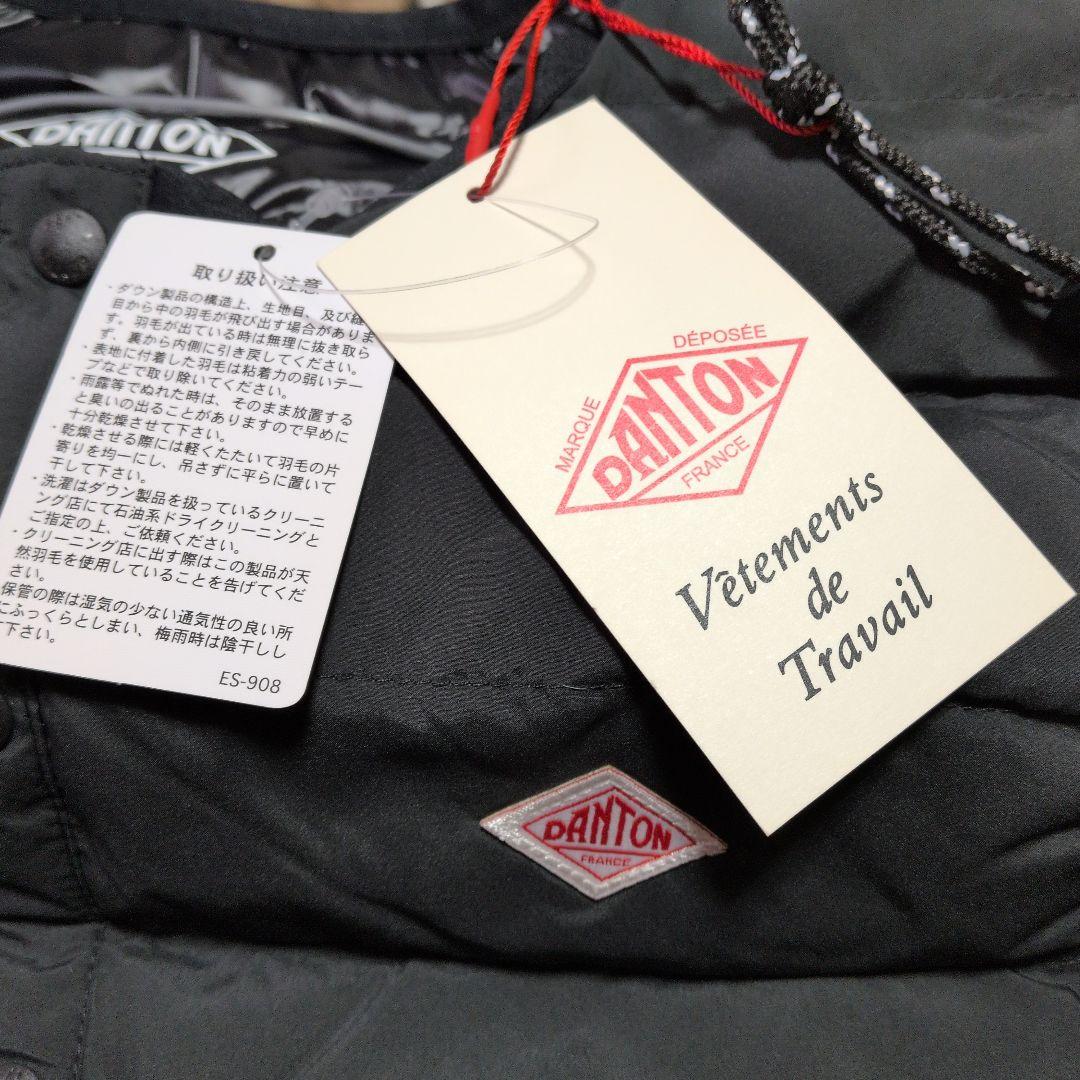 DANTON
取り扱い注意
・ダウン製品の構造上、生地目、及び縫
目から中の羽毛が飛び出す場合がありま
す。羽毛が出ている時は無理に抜き取ら
ず、裏から内側に引き戻してください。
・表地に付着した羽毛は粘着力の弱いテー
プなどで取り除いてください。
・雨露等でぬれた時は、そのまま放置する
と臭いの出ることがありますので早めに
十分乾燥させて下さい。
・乾燥させる際には軽くたたいて羽毛の片
寄りを均一にし、吊さずに平らに置いて
干して下さい。
・洗濯はダウン製品を扱っているクリーニ
ング店にて石油系ドライクリーニングと
ご指定の上、ご依頼ください。
・クリーニング店に出す際はこの製品が天
然羽毛を使用していることを告げてくだ
さい。
保管の際は湿気の少ない通気性の良い所
にふっくらとしまい、梅雨時は陰干しし
て下さい。
ES-908
DÉPOSÉE
MARQUE
DANTON
FRANCE
Vêtements
de
Travail
DANTON
FRANCE